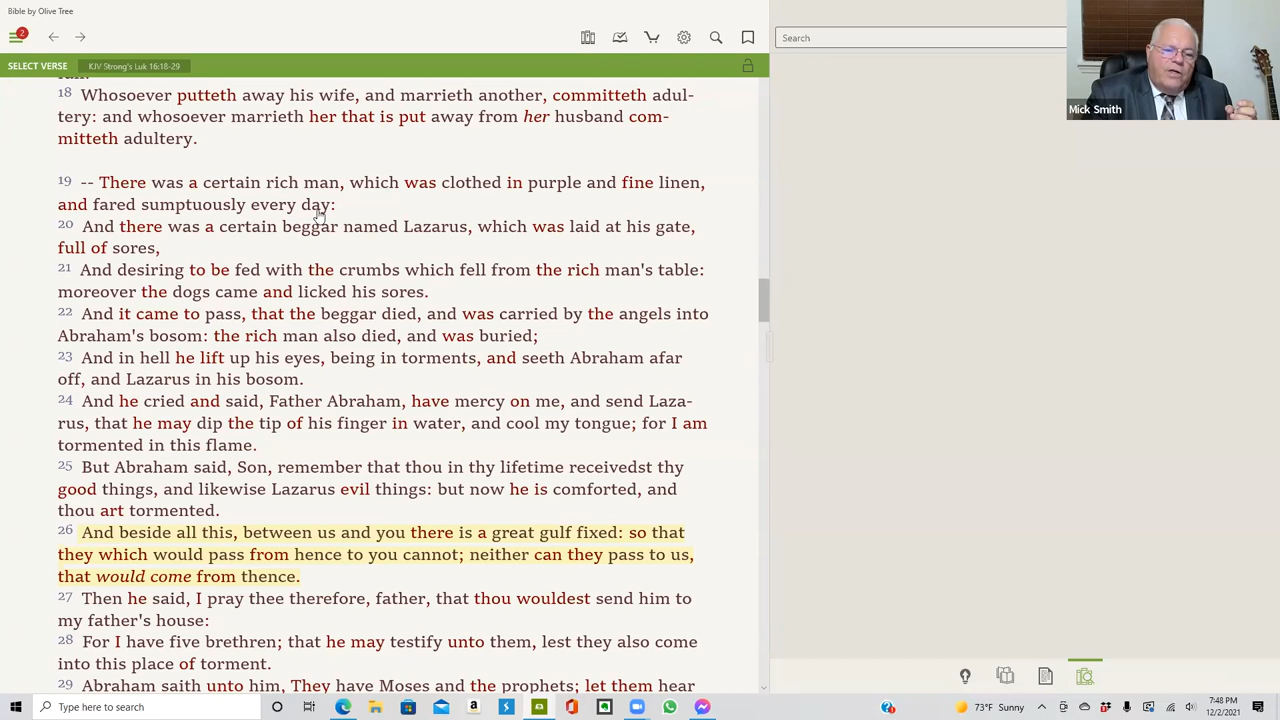 Bible by Olive Tree
2
SELECT VERSE KJV Strong's Luk 16:18-29
Search
Mick Smith
18 Whosoever putteth away his wife, and marrieth another, committeth adul-
tery: and whosoever marrieth her that is put away from her husband com-
mitteth adultery.
19 -- There was a certain rich man, which was clothed in purple and fine linen,
and fared sumptuously every day:
20 And there was a certain beggar named Lazarus, which was laid at his gate,
full of sores,
21 And desiring to be fed with the crumbs which fell from the rich man's table:
moreover the dogs came and licked his sores.
22 And it came to pass, that the beggar died, and was carried by the angels into
Abraham's bosom: the rich man also died, and was buried;
23 And in hell he lift up his eyes, being in torments, and seeth Abraham afar
off, and Lazarus in his bosom.
24 And he cried and said, Father Abraham, have mercy on me, and send Laza-
rus, that he may dip the tip of his finger in water, and cool my tongue; for I am
tormented in this flame.
25 But Abraham said, Son, remember that thou in thy lifetime receivedst thy
good things, and likewise Lazarus evil things: but now he is comforted, and
thou art tormented.
26 And beside all this, between us and you there is a great gulf fixed: so that
they which would pass from hence to you cannot; neither can they pass to us,
that would come from thence.
27 Then he said, I pray thee therefore, father, that thou wouldest send him to
my father's house:
28 For I have five brethren; that he may testify unto them, lest they also come
into this place of torment.
29 Abraham saith unto him, They have Moses and the prophets; let them hear
Type here to search
73°F Sunny
7:48 PM
12/2/2021